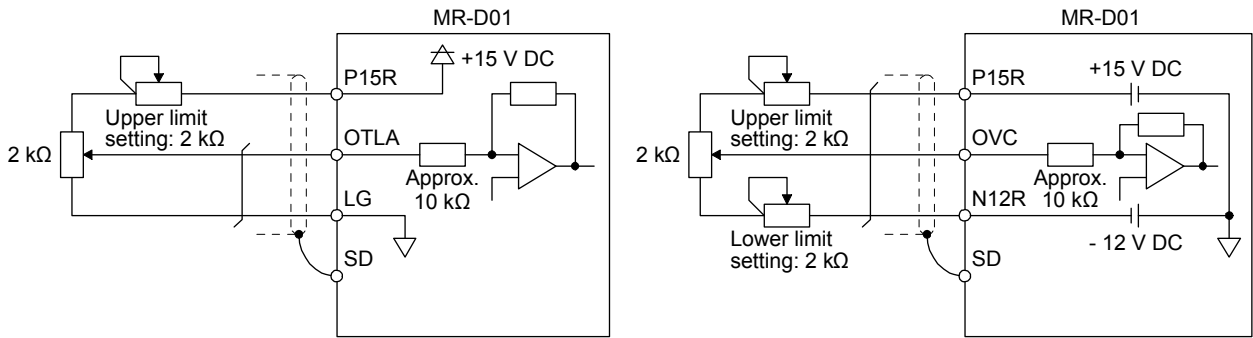 MR-D01
P15R
+15 V DC
Upper limit
setting: 2 kΩ
2 kΩ
OTLA
Approx.
10 kΩ
LG
SD
MR-D01
P15R
+15 V DC
Upper limit
setting: 2 kΩ
2 kΩ
OVC
Approx.
10 kΩ
N12R
Lower limit
setting: 2 kΩ
- 12 V DC
SD